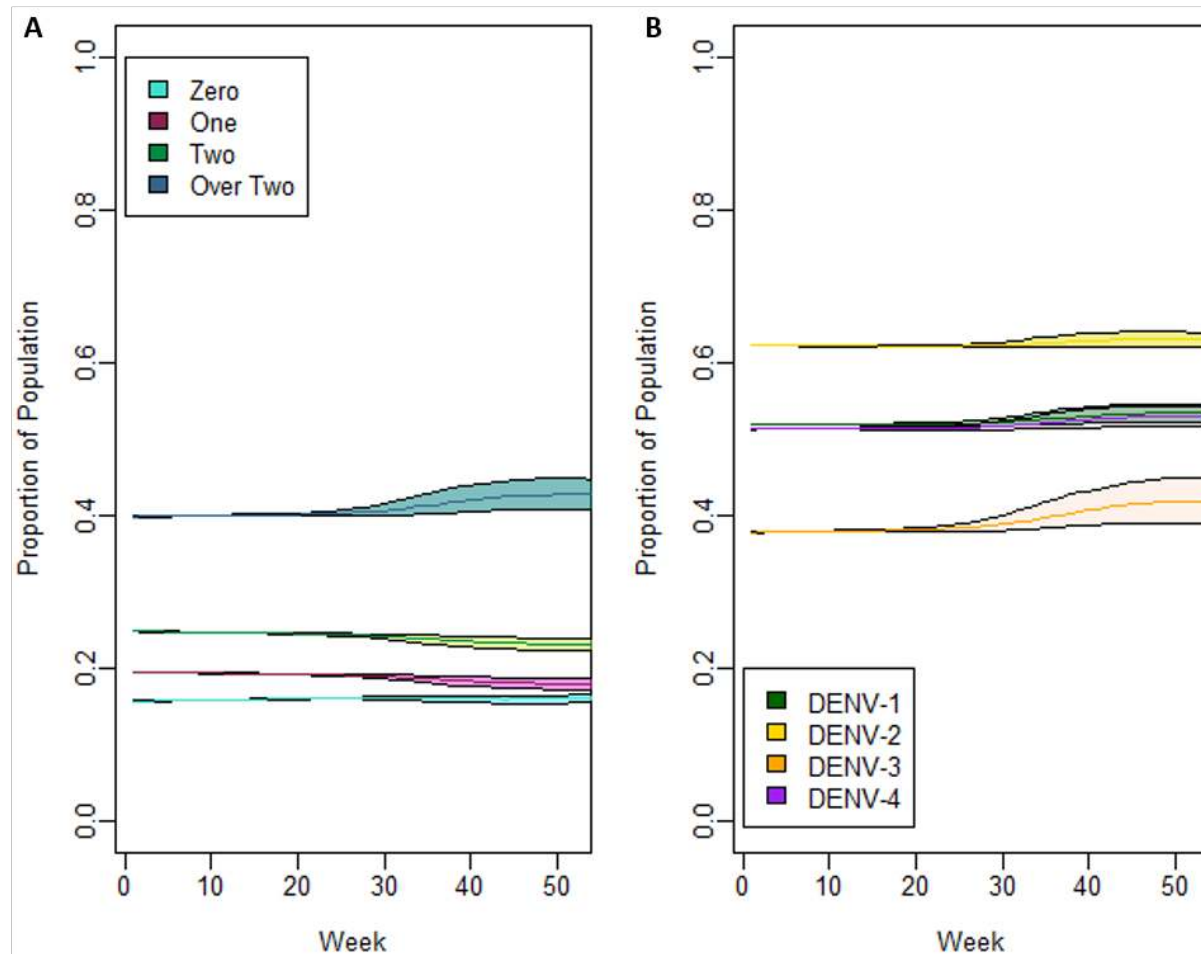 A
Proportion of Population
1.0
0.8
0.6
0.4
0.2
0.0
Zero
One
Two
Over Two
0 10 20 30 40 50
Week
B
Proportion of Population
1.0
0.8
0.6
0.4
0.2
0.0
DENV-1
DENV-2
DENV-3
DENV-4
0 10 20 30 40 50
Week